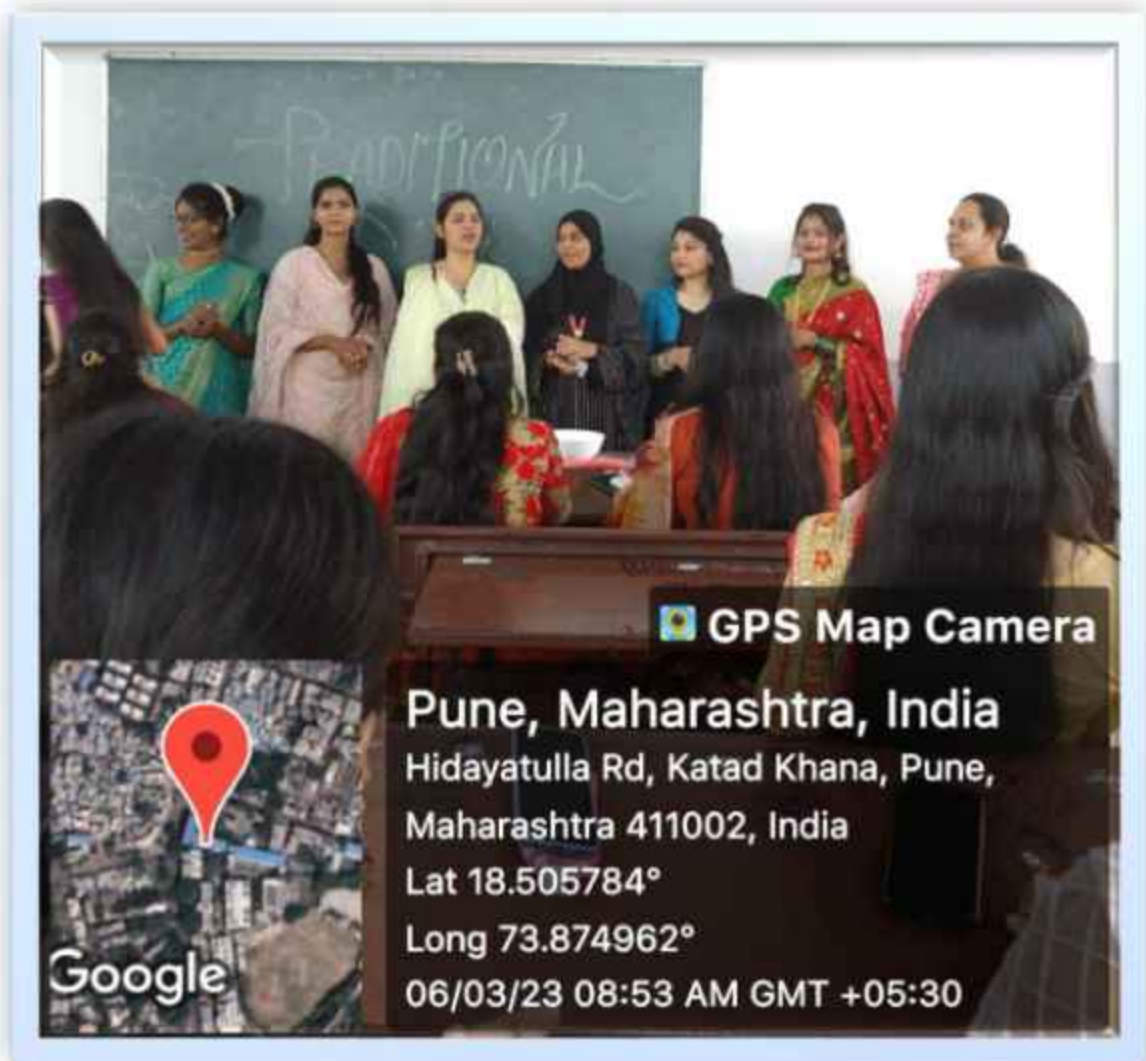 TRADITIONAL
GPS Map Camera
Pune, Maharashtra, India
Hidayatulla Rd, Katad Khana, Pune,
Maharashtra 411002, India
Lat 18.505784°
Long 73.874962°
06/03/23 08:53 AM GMT +05:30
Google